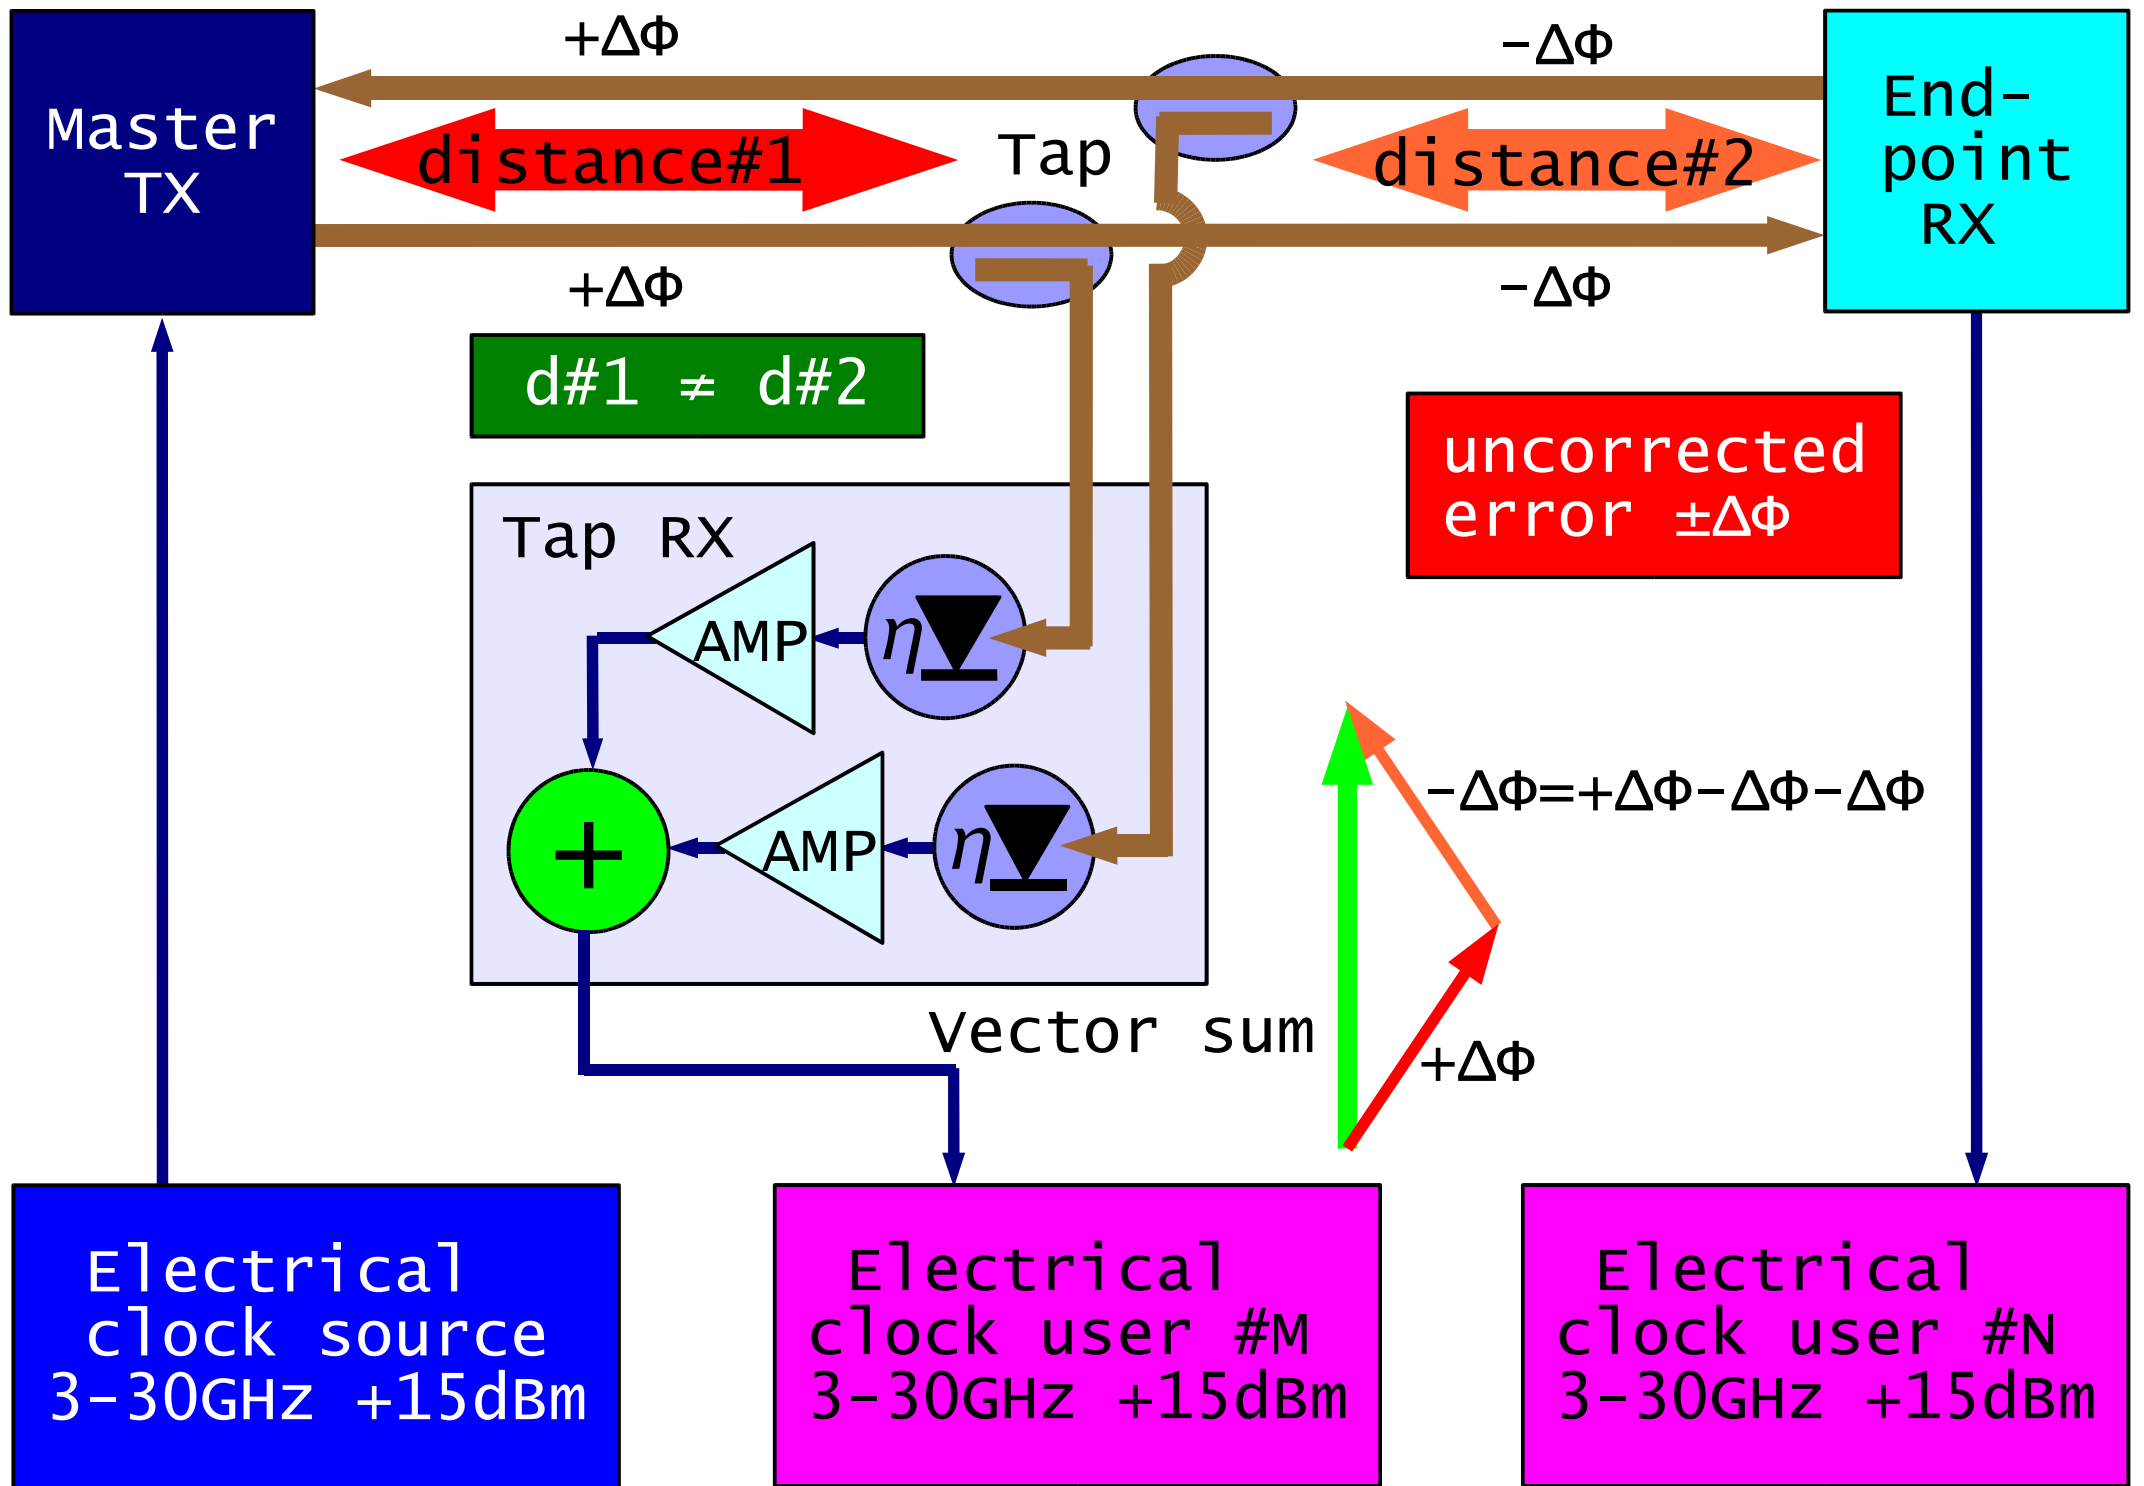 +ΔΦ
-ΔΦ
Master
TX
distance#1
Tap
distance#2
End-
point
RX
+ΔΦ
-ΔΦ
d#1 ≠ d#2
uncorrected
error ±ΔΦ
Tap RX
AMP
η
+
AMP
η
-ΔΦ=+ΔΦ-ΔΦ-ΔΦ
Vector sum
+ΔΦ
Electrical
clock source
3-30GHz +15dBm
Electrical
clock user #M
3-30GHz +15dBm
Electrical
clock user #N
3-30GHz +15dBm